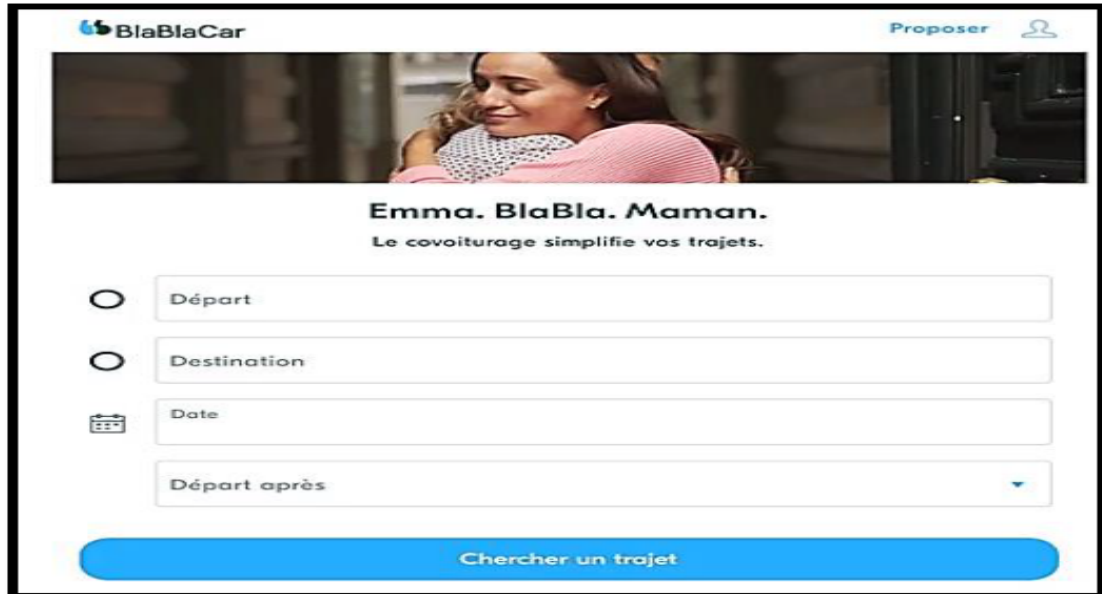 BlaBlaCar
Proposer
Emma. BlaBla. Maman.
Le covoiturage simplifie vos trajets.
Départ
Destination
Date
Départ après
Chercher un trajet